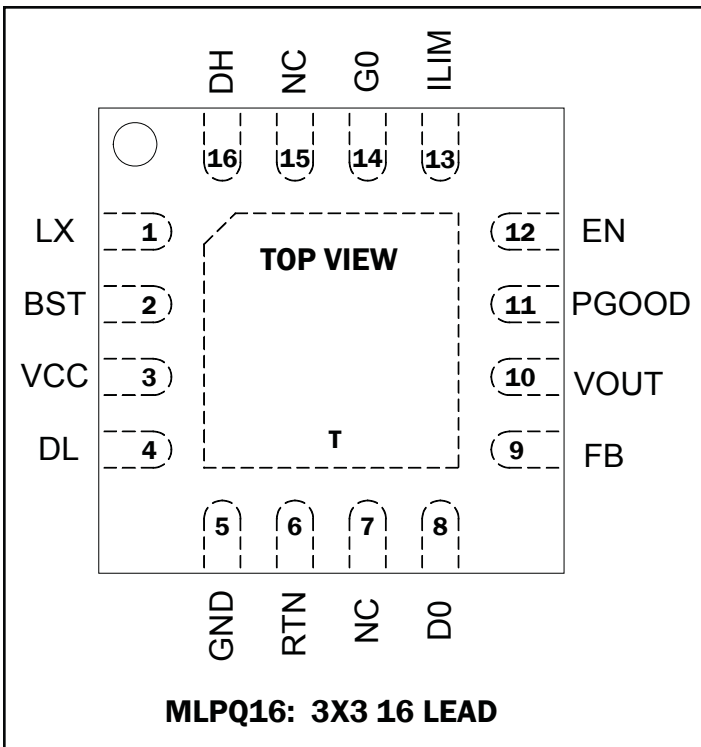 DH NC G0 ILIM
16 15 14 13
LX 1 12 EN
TOP VIEW
BST 2 11 PGOOD
VCC 3 10 VOUT
DL 4 T 9 FB
5 6 7 8
GND RTN NC D0
MLPQ16: 3X3 16 LEAD